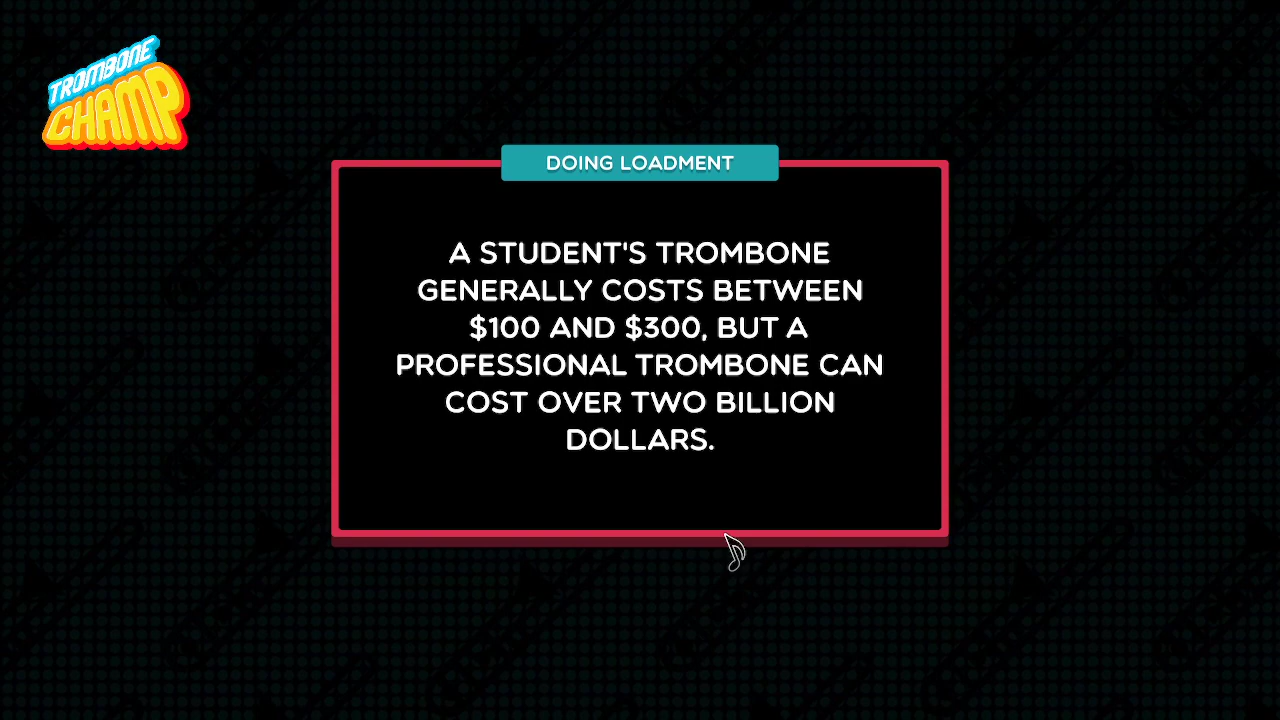 TROMBONE
CHAMP
DOING LOADMENT
A STUDENT'S TROMBONE
GENERALLY COSTS BETWEEN
$100 AND $300, BUT A
PROFESSIONAL TROMBONE CAN
COST OVER TWO BILLION
DOLLARS.